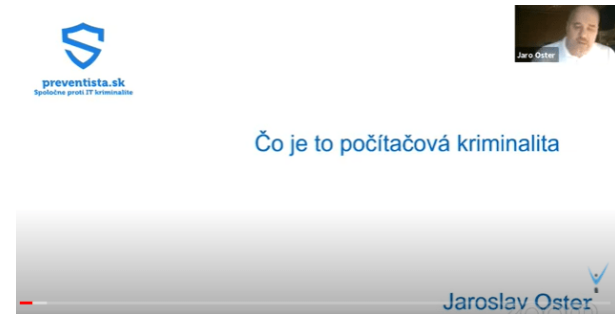 preventista.sk
Spoločne proti IT kriminalite
Jaro Oster
Čo je to počítačová kriminalita
Jaroslav Oster